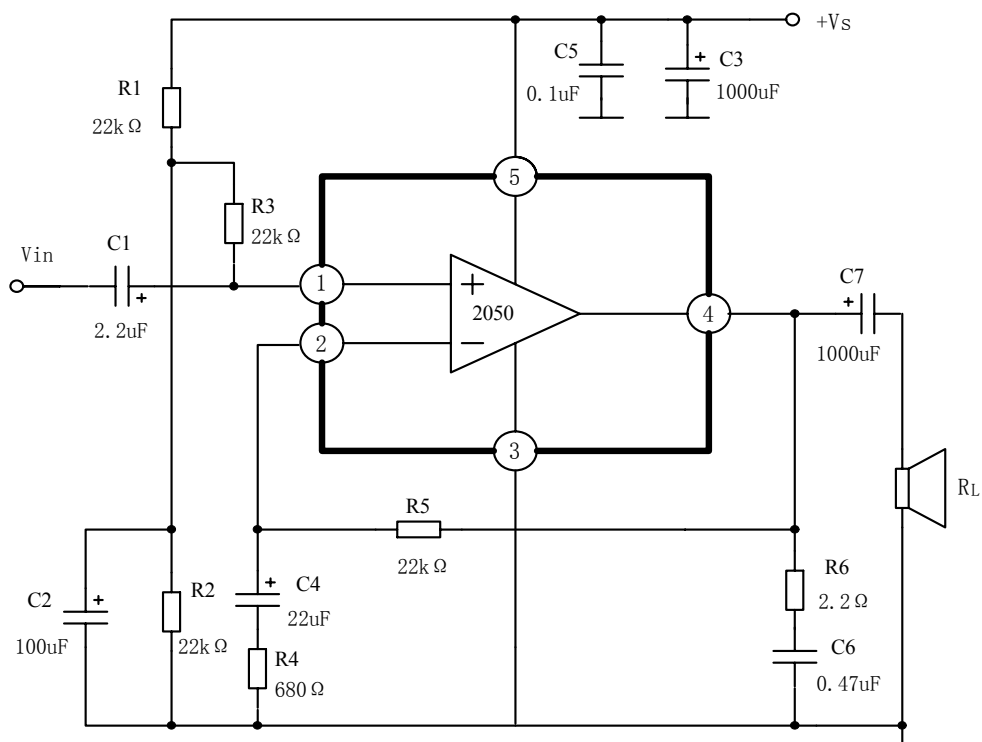 +Vs
C5
0.1uF
C3
1000uF
R1
22kΩ
5
R3
22kΩ
Vin
C1
2.2uF
1
+
2050
4
C7
1000uF
2
−
3
RL
R5
22kΩ
R6
2.2Ω
C4
22uF
C2
100uF
R2
22kΩ
R4
680Ω
C6
0.47uF